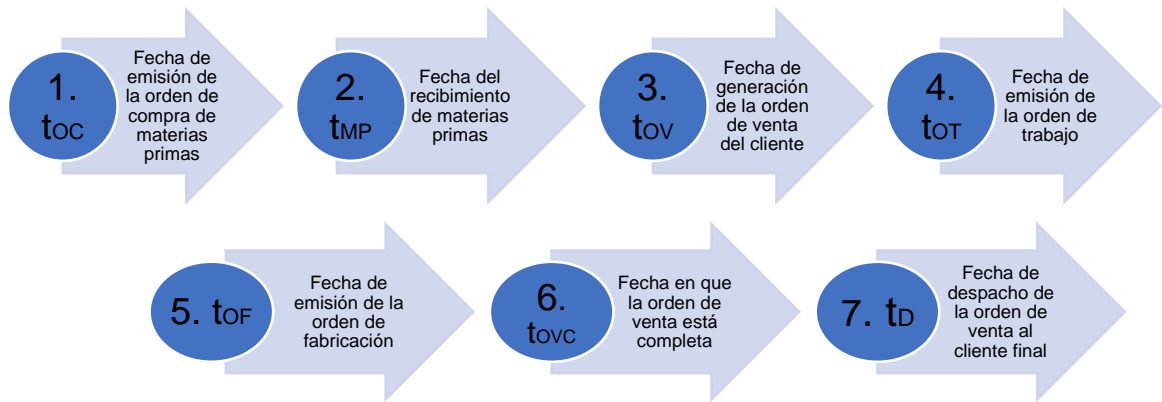 1.
tOC
Fecha de
emisión de
la orden de
compra de
materias
primas
2.
tMP
Fecha del
recibimiento
de materias
primas
3.
tOV
Fecha de
generación
de la orden
de venta
del cliente
4.
tOT
Fecha de
emisión de
la orden de
trabajo
5. tOF
Fecha de
emisión de la
orden de
fabricación
6.
tOVC
Fecha en que
la orden de
venta está
completa
7. tD
Fecha de
despacho de
la orden de
venta al
cliente final